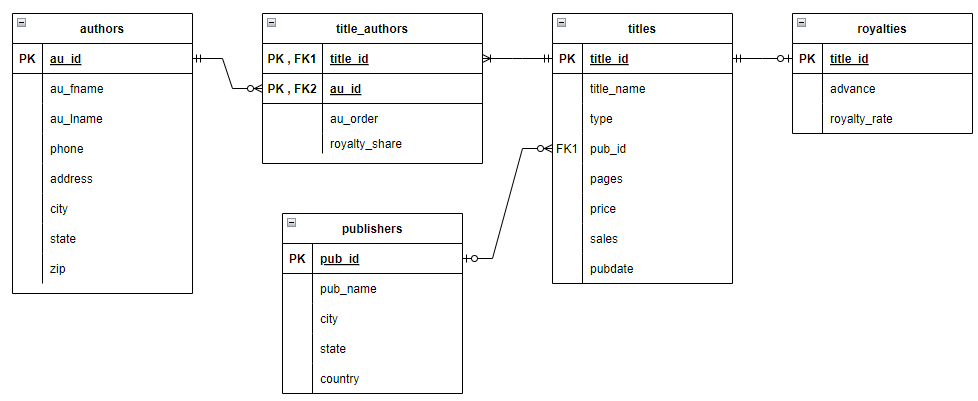 authors
PK au_id
au_fname
au_lname
phone
address
city
state
zip
title_authors
PK , FK1 title_id
PK , FK2 au_id
au_order
royalty_share
titles
PK title_id
title_name
type
FK1 pub_id
pages
price
sales
pubdate
royalties
PK title_id
advance
royalty_rate
publishers
PK pub_id
pub_name
city
state
country